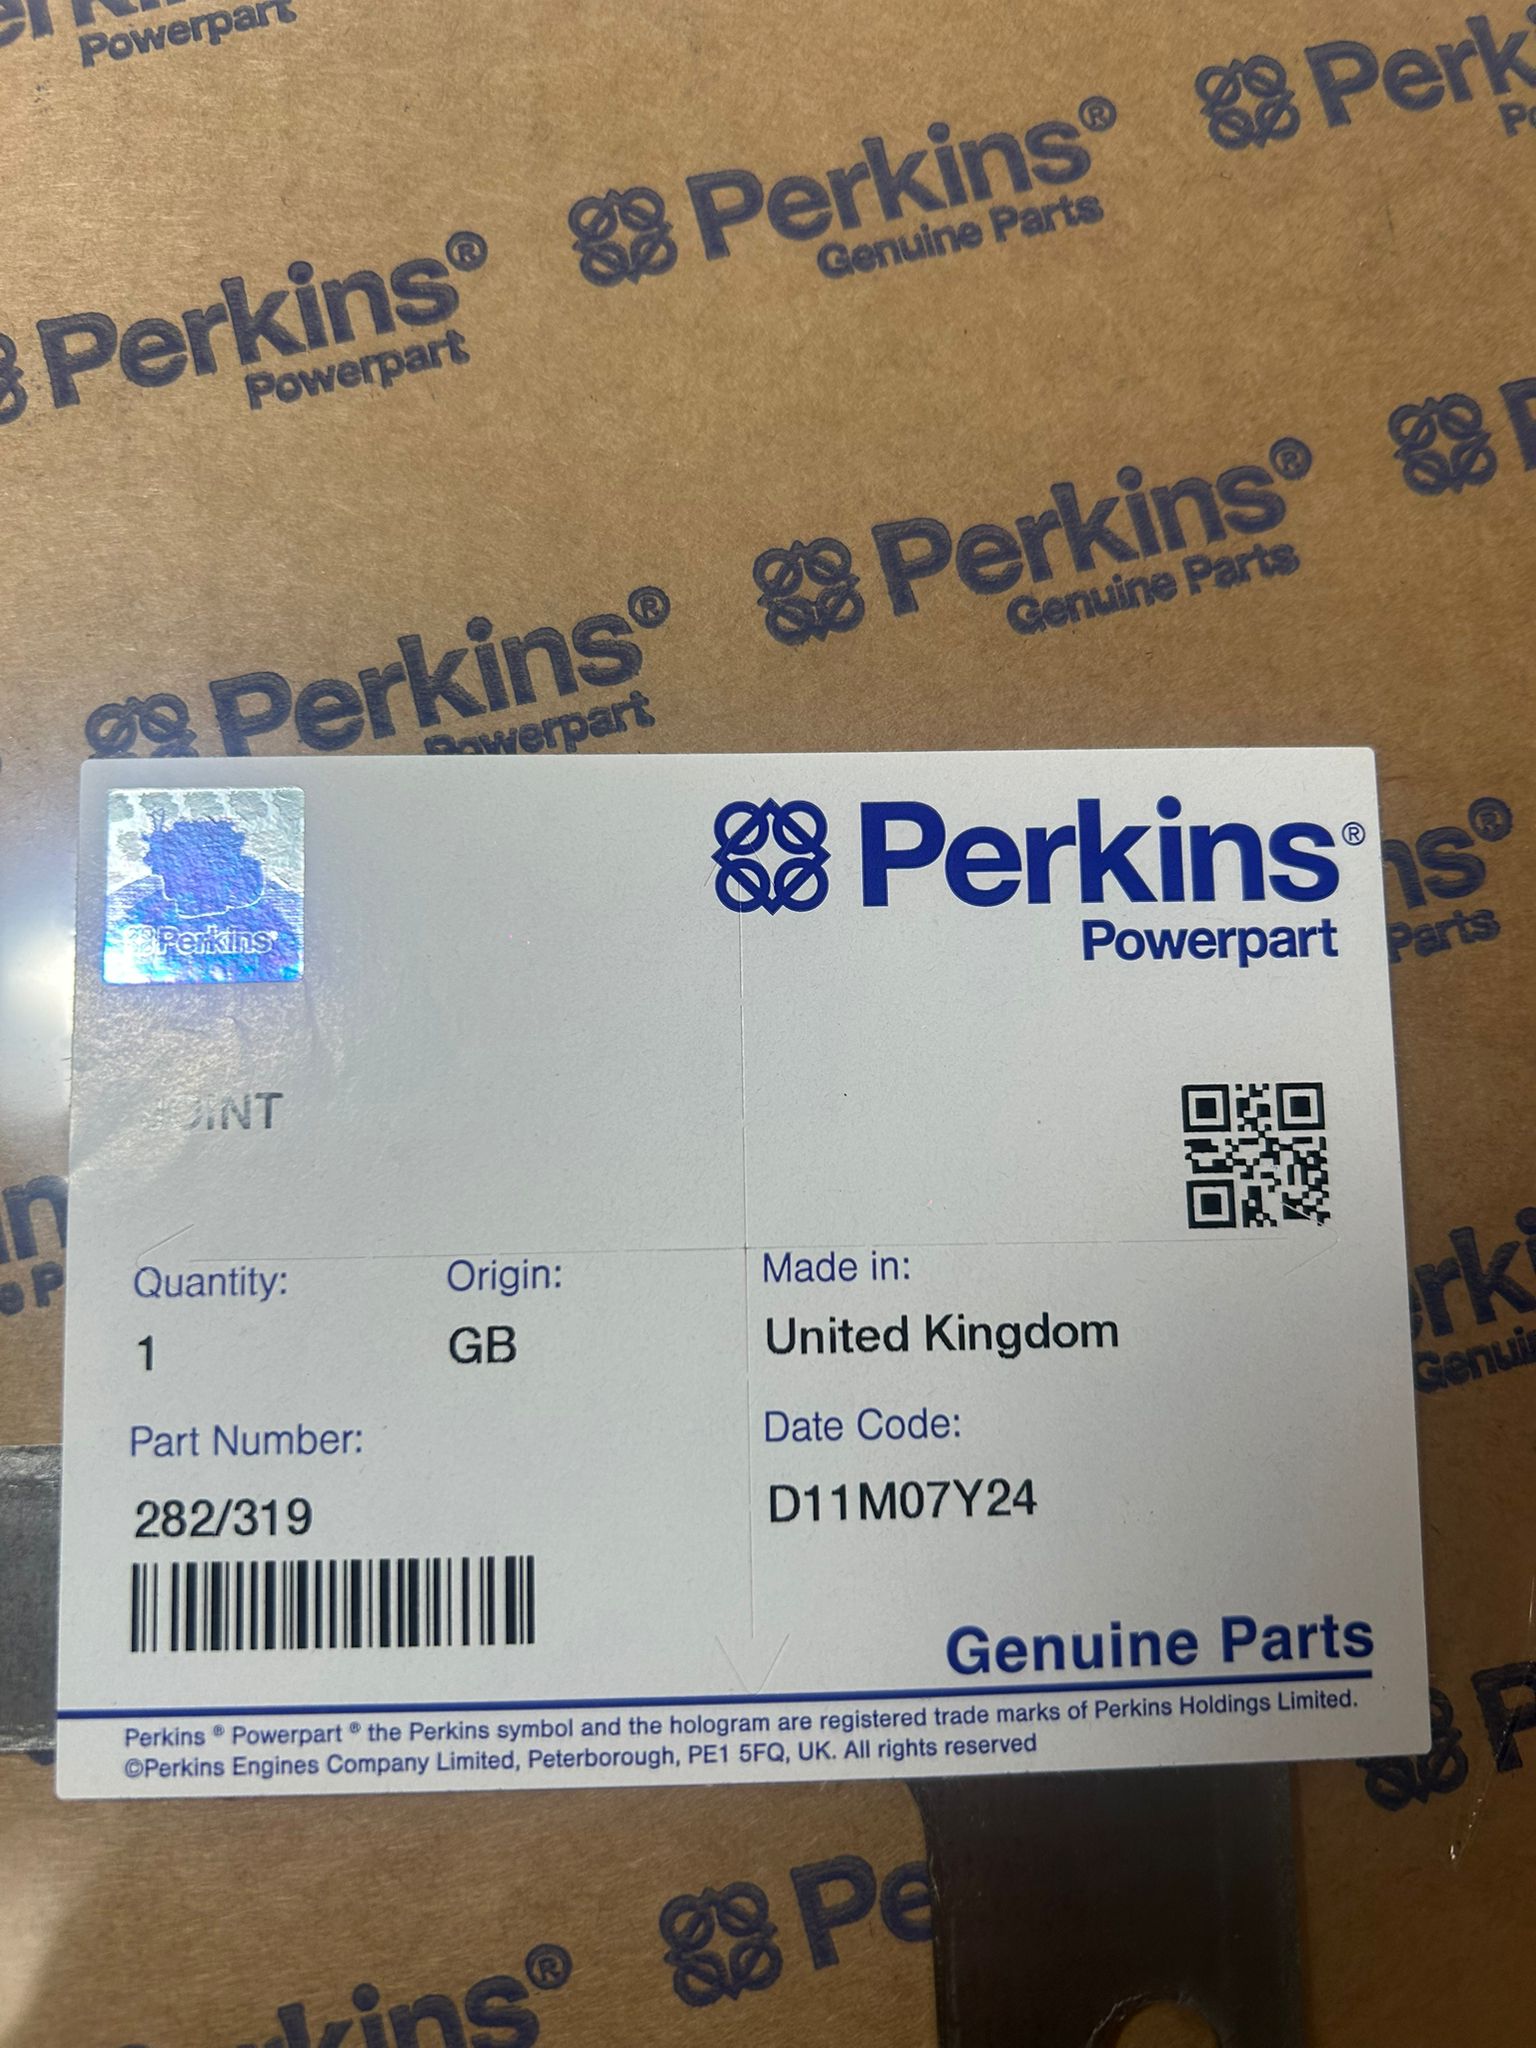 Powerpart
Perkins®
Genuine Parts
Perkins®
Powerpart
Perkins®
Genuine Parts
Perkins®
Powerpart
Perkins®
Powerpart
Perkins
JOINT
Quantity:
1
Origin:
GB
Made in:
United Kingdom
Part Number:
282/319
Date Code:
D11M07Y24
Genuine Parts
Perkins ® Powerpart ® the Perkins symbol and the hologram are registered trade marks of Perkins Holdings Limited.
©Perkins Engines Company Limited, Peterborough, PE1 5FQ, UK. All rights reserved